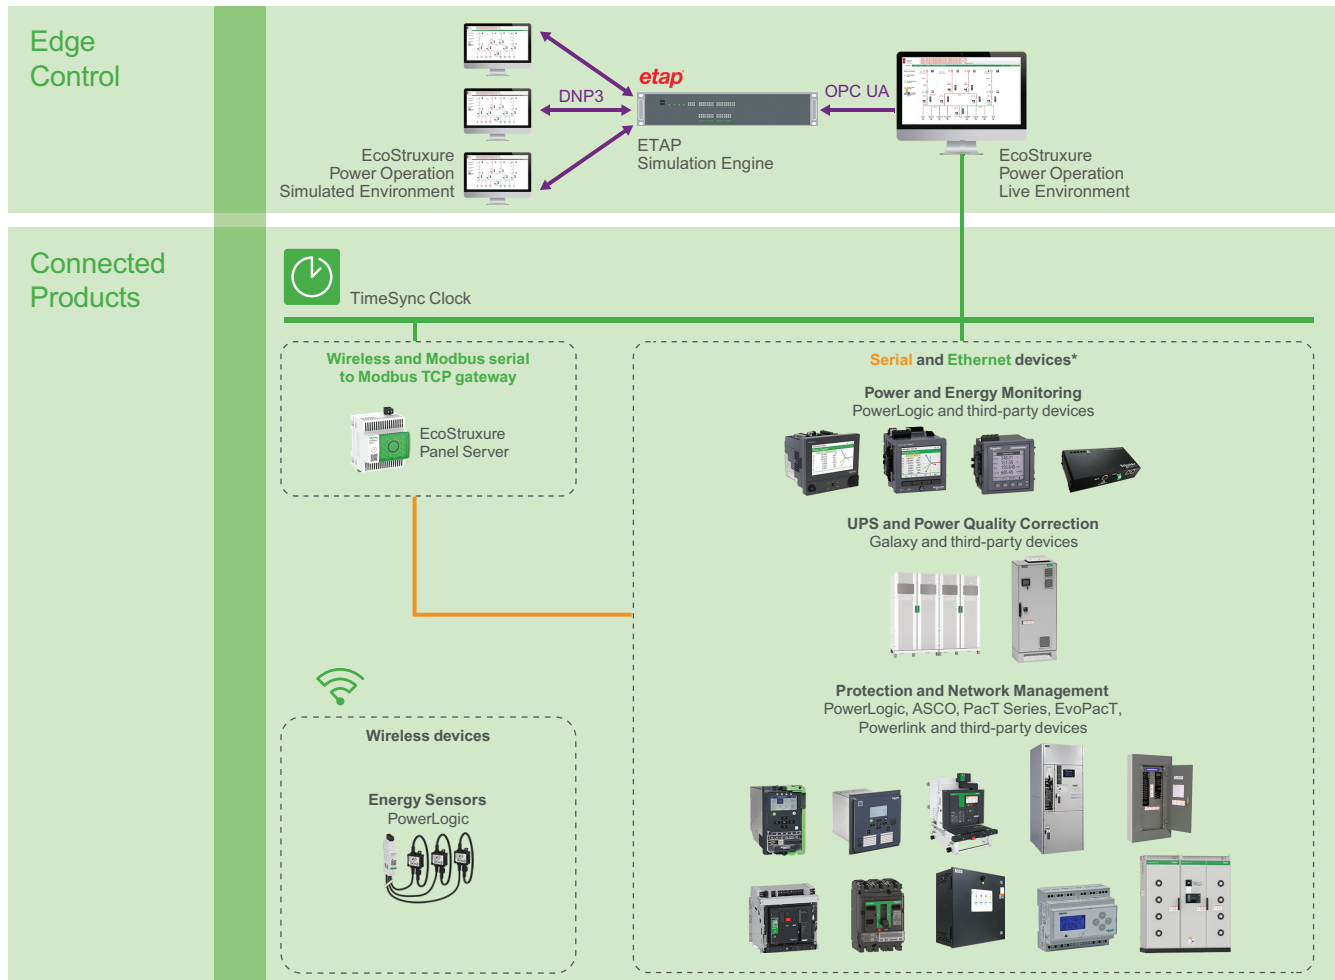 Edge
Control
etap
DNP3
OPC UA
EcoStruxure
Power Operation
Simulated Environment
ETAP
Simulation Engine
EcoStruxure
Power Operation
Live Environment
Connected
Products
TimeSync Clock
Wireless and Modbus serial
to Modbus TCP gateway
EcoStruxure
Panel Server
Serial and Ethernet devices*
Power and Energy Monitoring
PowerLogic and third-party devices
UPS and Power Quality Correction
Galaxy and third-party devices
Protection and Network Management
PowerLogic, ASCO, PacT Series, EvoPacT,
Powerlink and third-party devices
Wireless devices
Energy Sensors
PowerLogic